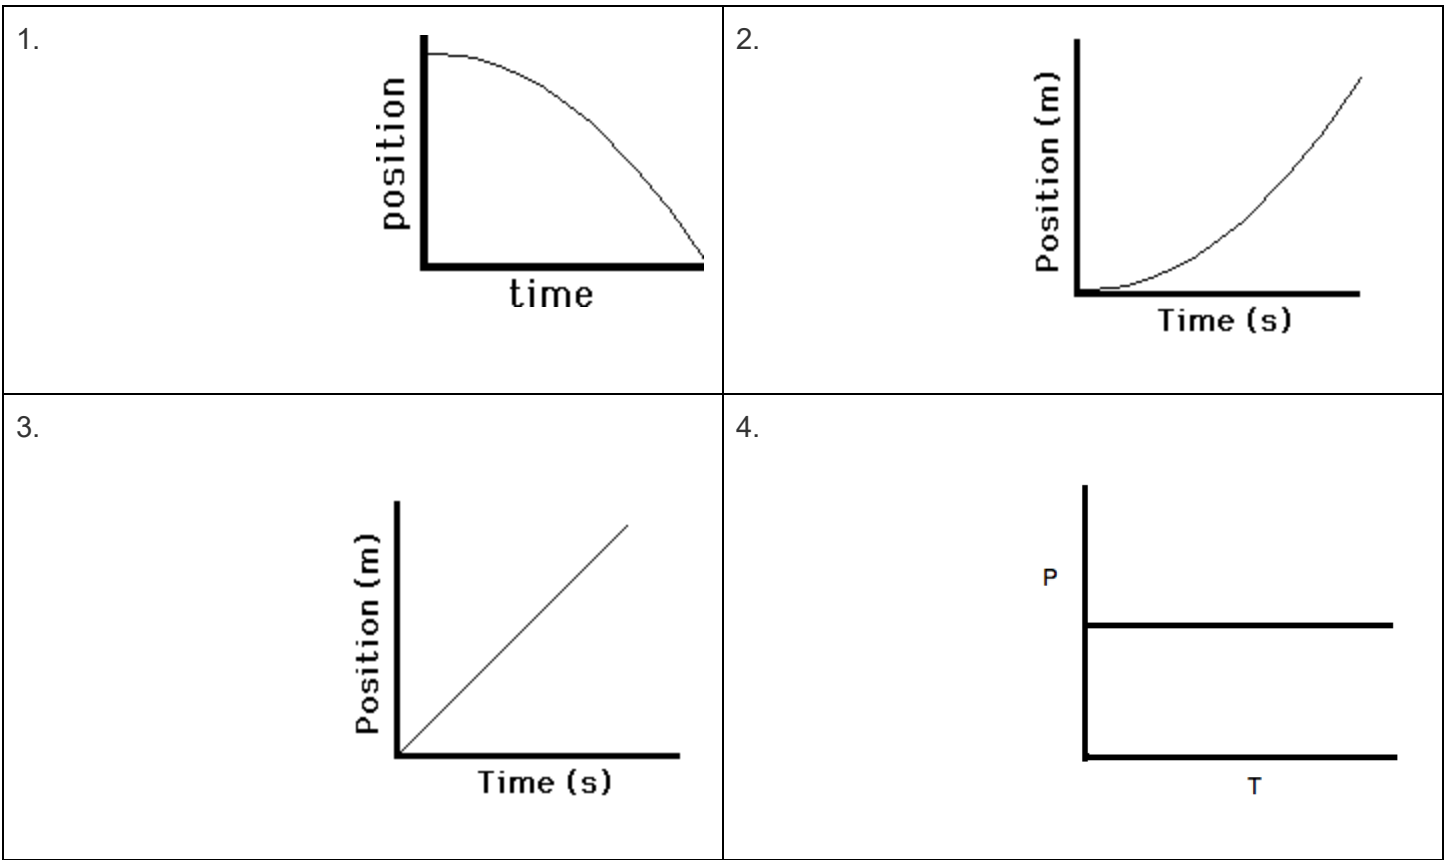 1.
position
time
2.
Position (m)
Time (s)
3.
Position (m)
Time (s)
4.
P
T